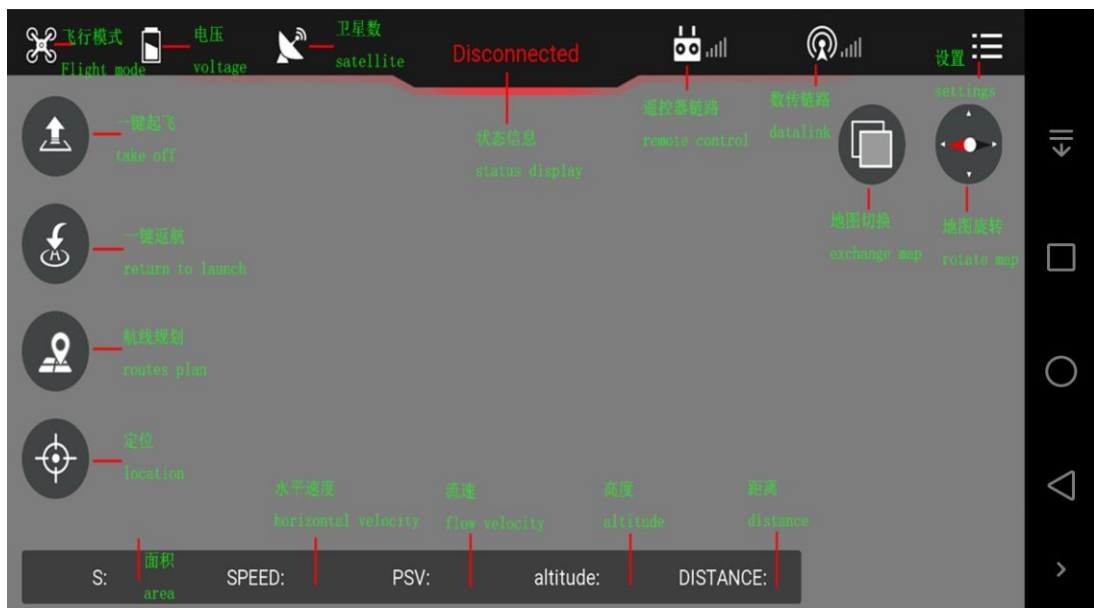 飞行模式
Flight mode
电压
voltage
卫星数
satellite
Disconnected
状态信息
status display
遥控器链路
remote control
数传链路
datalink
设置
settings
一键起飞
take off
地图切换
exchange map
地图旋转
rotate map
一键返航
return to launch
航线规划
routes plan
定位
location
水平速度
horizontal velocity
流速
flow velocity
高度
altitude
距离
distance
面积
area
S:
SPEED:
PSV:
altitude:
DISTANCE: